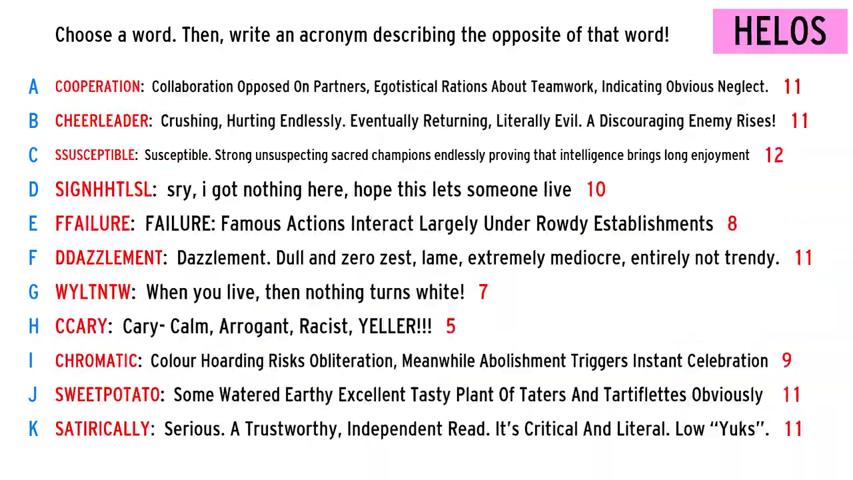 Choose a word. Then, write an acronym describing the opposite of that word!
HELOS
A COOPERATION: Collaboration Opposed On Partners, Egotistical Rations About Teamwork, Indicating Obvious Neglect. 11
B CHEERLEADER: Crushing, Hurting Endlessly. Eventually Returning, Literally Evil. A Discouraging Enemy Rises! 11
C SSUSCEPTIBLE: Susceptible. Strong unsuspecting sacred champions endlessly proving that intelligence brings long enjoyment 12
D SIGNHHTLSL: sry, i got nothing here, hope this lets someone live 10
E FFAILURE: FAILURE: Famous Actions Interact Largely Under Rowdy Establishments 8
F DDAZZLEMENT: Dazzlement. Dull and zero zest, lame, extremely mediocre, entirely not trendy. 11
G WYLTNTW: When you live, then nothing turns white! 7
H CCARY: Cary- Calm, Arrogant, Racist, YELLER!!! 5
I CHROMATIC: Colour Hoarding Risks Obliteration, Meanwhile Abolishment Triggers Instant Celebration 9
J SWEETPOTATO: Some Watered Earthy Excellent Tasty Plant Of Taters And Tartiflettes Obviously 11
K SATIRICALLY: Serious. A Trustworthy, Independent Read. It's Critical And Literal. Low “Yuks”. 11